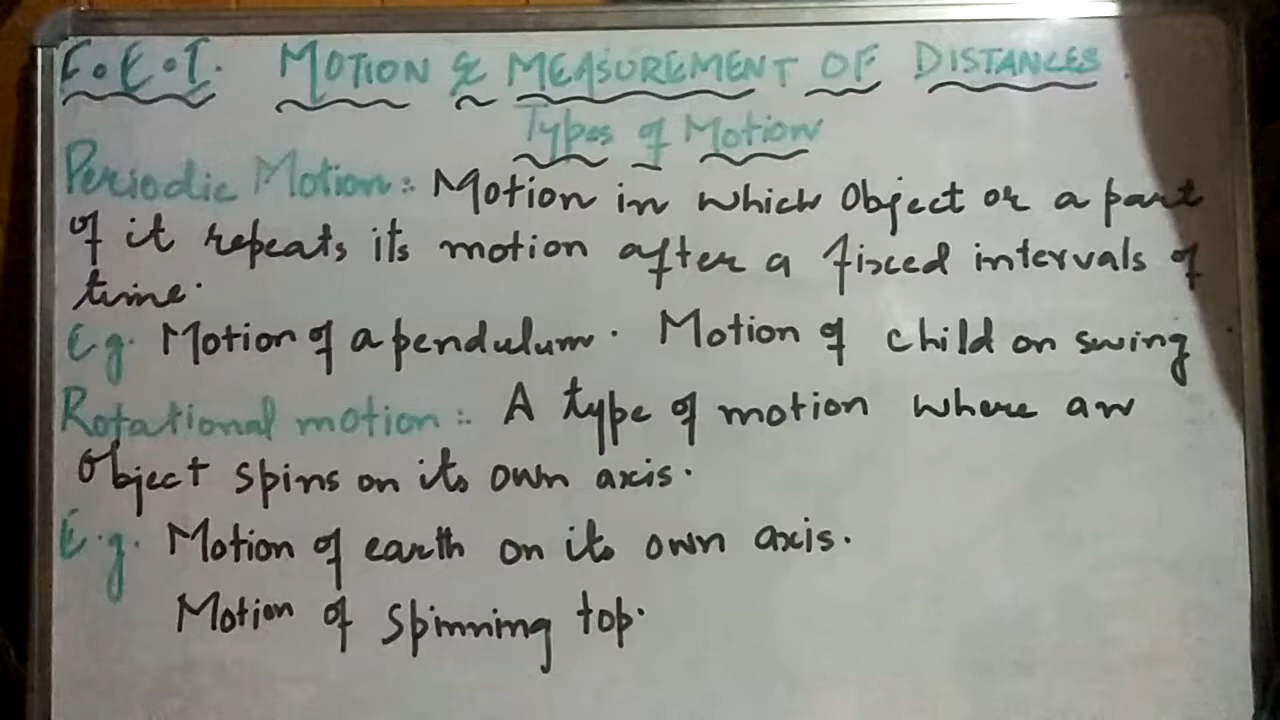 E.O.I. MOTION & MEASUREMENT OF DISTANCES.
Types of Motion
Periodic Motion:- Motion in which Object or a part
of it repeats its motion after a fixed intervals of
time.
E.g. Motion of a pendulum. Motion of child on swing
Rotational motion:- A type of motion where an
Object spins on its own axis.
E.g. Motion of earth on its own axis.
Motion of spinning top.